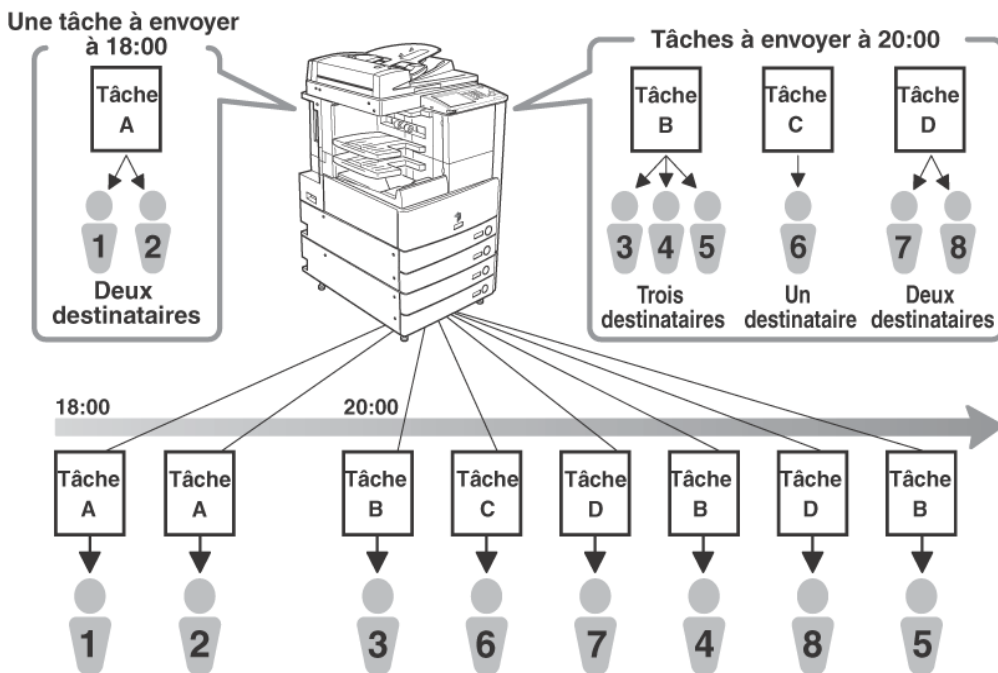 Une tâche à envoyer
à 18:00
Tâche
A
1 2
Deux
destinataires
Tâches à envoyer à 20:00
Tâche
B
Tâche
C
Tâche
D
3 4 5
6
7 8
Trois
destinataires
Un
destinataire
Deux
destinataires
18:00 20:00
Tâche
A
Tâche
A
Tâche
B
Tâche
C
Tâche
D
Tâche
B
Tâche
D
Tâche
B
1 2 3 6 7 4 8 5